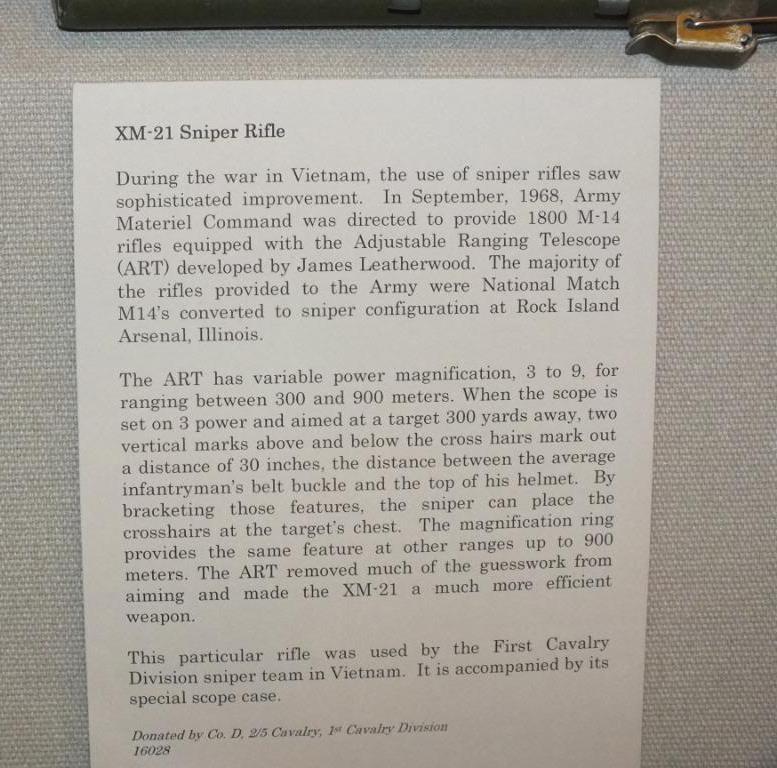 XM-21 Sniper Rifle
During the war in Vietnam, the use of sniper rifles saw
sophisticated improvement. In September, 1968, Army
Materiel Command was directed to provide 1800 M-14
rifles equipped with the Adjustable Ranging Telescope
(ART) developed by James Leatherwood. The majority of
the rifles provided to the Army were National Match
M14's converted to sniper configuration at Rock Island
Arsenal, Illinois.
The ART has variable power magnification, 3 to 9, for
ranging between 300 and 900 meters. When the scope is
set on 3 power and aimed at a target 300 yards away, two
vertical marks above and below the cross hairs mark out
a distance of 30 inches, the distance between the average
infantryman's belt buckle and the top of his helmet. By
bracketing those features, the sniper can place the
crosshairs at the target's chest. The magnification ring
provides the same feature at other ranges up to 900
meters. The ART removed much of the guesswork from
aiming and made the XM-21 a much more efficient
weapon.
This particular rifle was used by the First Cavalry
Division sniper team in Vietnam. It is accompanied by its
special scope case.
Donated by Co. D, 2/5 Cavalry, 1st Cavalry Division
16028